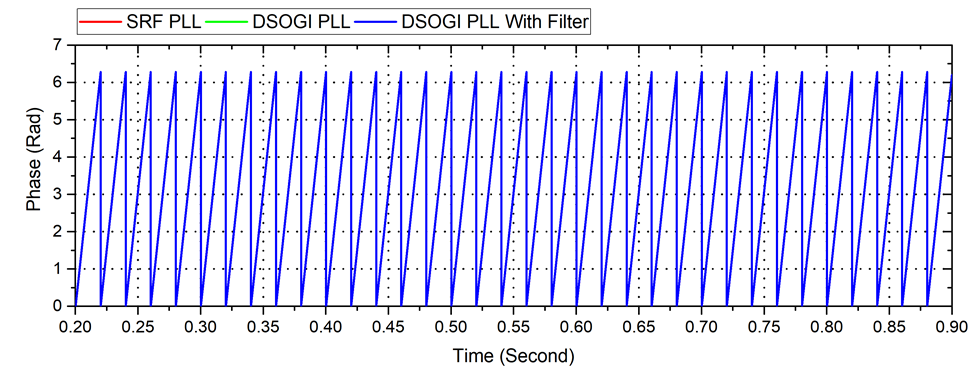 SRF PLL DSOGI PLL DSOGI PLL With Filter
7
6
5
4
3
2
1
0
Phase (Rad)
0.20 0.25 0.30 0.35 0.40 0.45 0.50 0.55 0.60 0.65 0.70 0.75 0.80 0.85 0.90
Time (Second)